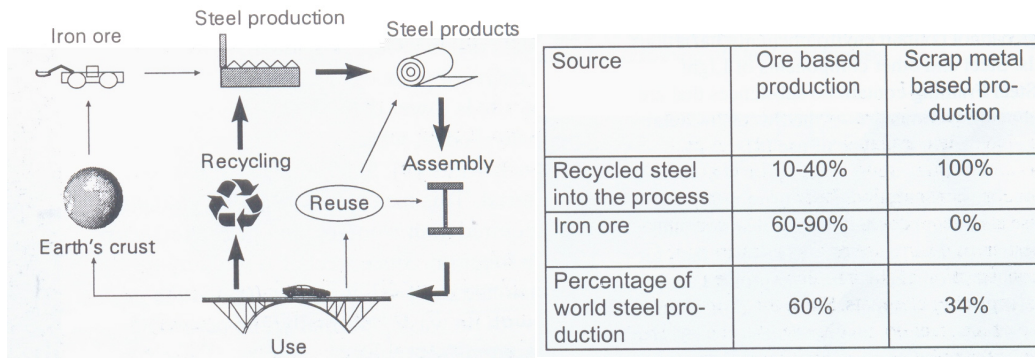 Steel production
Iron ore
Steel products
Recycling
Assembly
Reuse
Earth's crust
Use
Source
Ore based
production
Scrap metal
based pro-
duction
Recycled steel
into the process
10-40%
100%
Iron ore
60-90%
0%
Percentage of
world steel pro-
duction
60%
34%